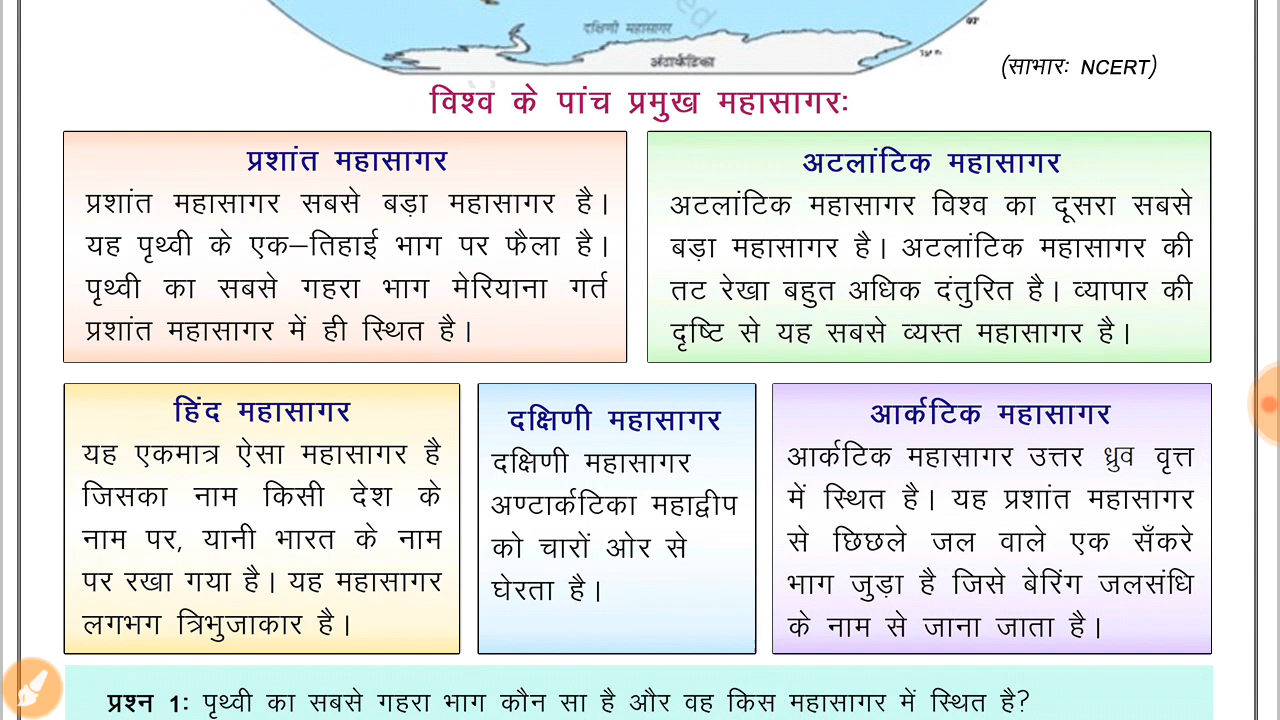 दक्षिणी महासागर
अंटार्कटिका
(साभारः NCERT)
विश्व के पांच प्रमुख महासागरः
प्रशांत महासागर
प्रशांत महासागर सबसे बड़ा महासागर है।
यह पृथ्वी के एक–तिहाई भाग पर फैला है।
पृथ्वी का सबसे गहरा भाग मेरियाना गर्त
प्रशांत महासागर में ही स्थित है।
अटलांटिक महासागर
अटलांटिक महासागर विश्व का दूसरा सबसे
बड़ा महासागर है। अटलांटिक महासागर की
तट रेखा बहुत अधिक दंतुरित है। व्यापार की
दृष्टि से यह सबसे व्यस्त महासागर है।
हिंद महासागर
यह एकमात्र ऐसा महासागर है
जिसका नाम किसी देश के
नाम पर, यानी भारत के नाम
पर रखा गया है। यह महासागर
लगभग त्रिभुजाकार है।
दक्षिणी महासागर
दक्षिणी महासागर
अण्टार्कटिका महाद्वीप
को चारों ओर से
घेरता है।
आर्कटिक महासागर
आर्कटिक महासागर उत्तर ध्रुव वृत्त
में स्थित है। यह प्रशांत महासागर
से छिछले जल वाले एक सँकरे
भाग जुड़ा है जिसे बेरिंग जलसंधि
के नाम से जाना जाता है।
प्रश्न 1: पृथ्वी का सबसे गहरा भाग कौन सा है और वह किस महासागर में स्थित है?